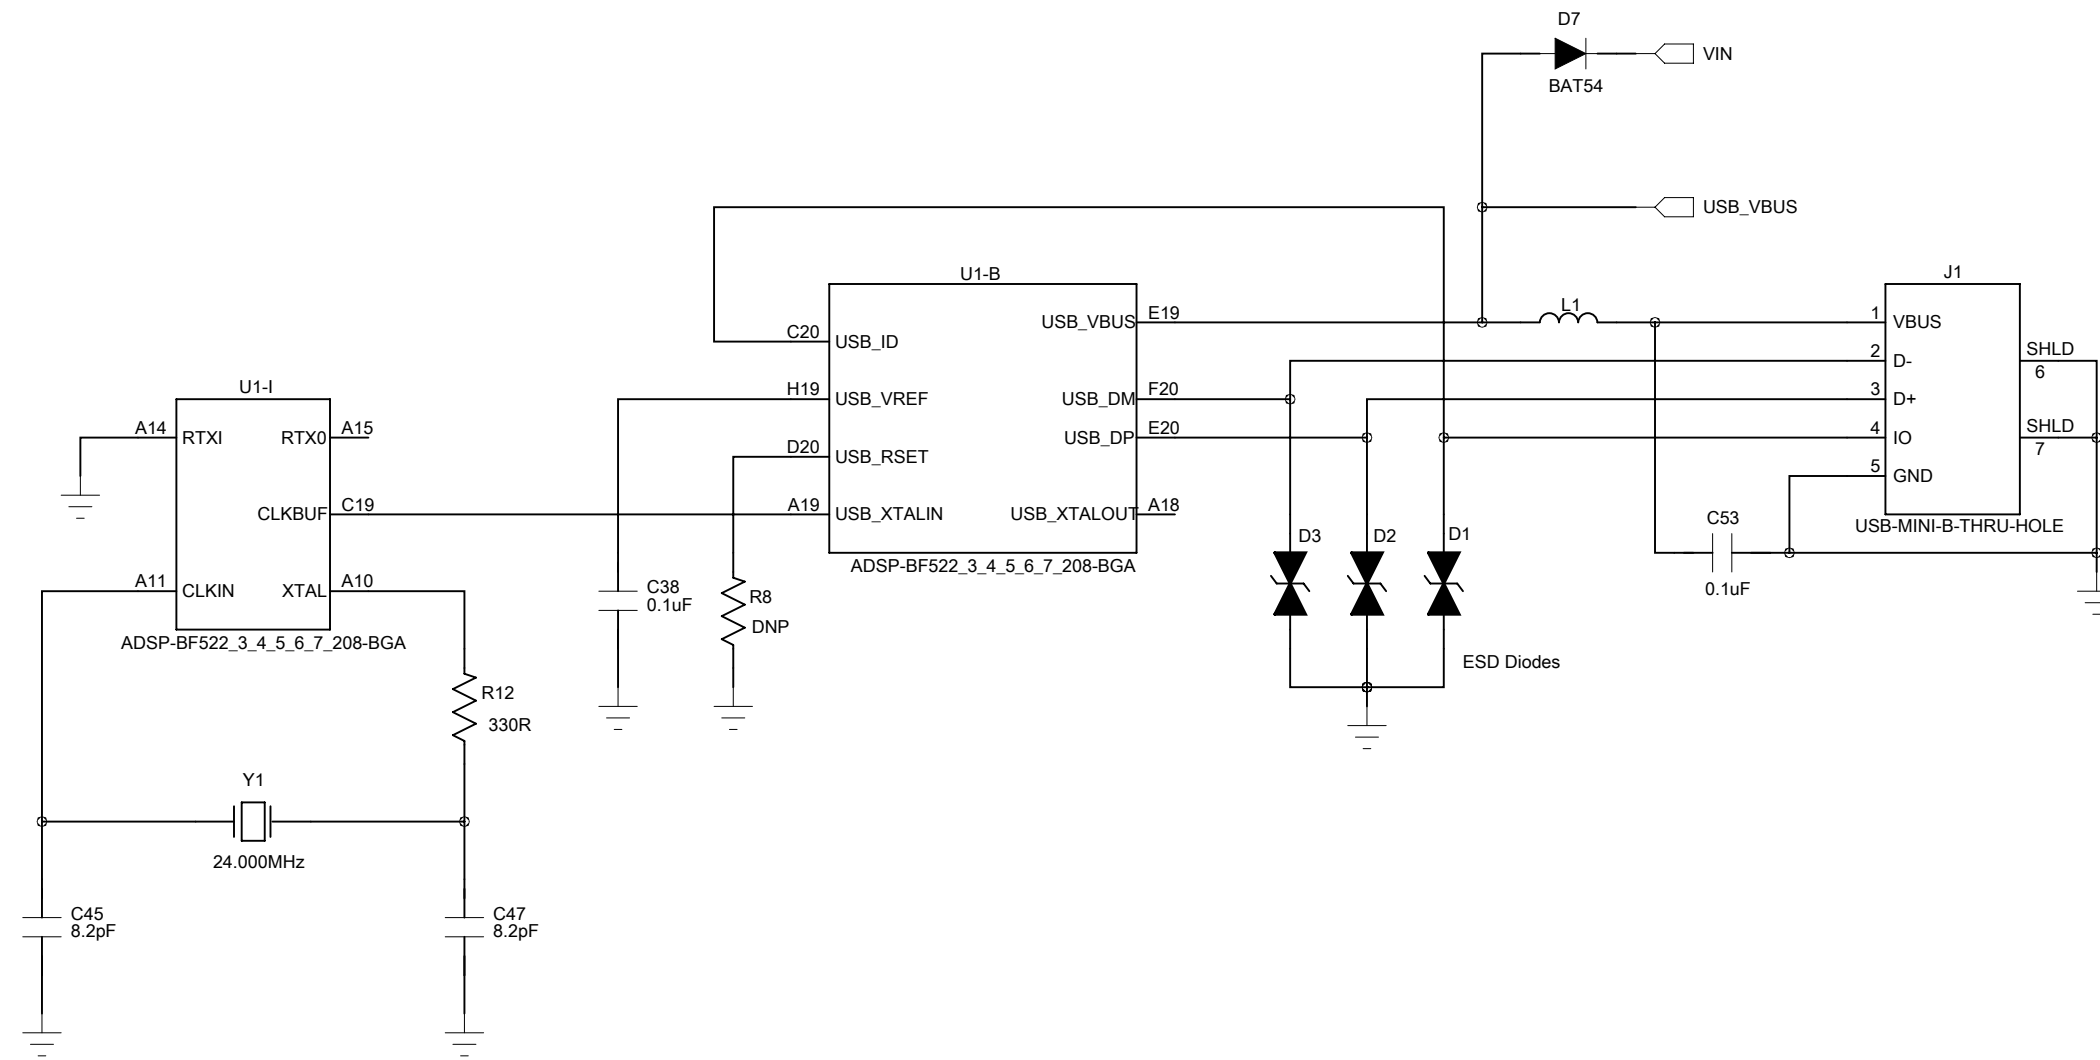 D7
VIN
BAT54
USB_VBUS
U1-B
J1
C20
USB_ID
USB_VBUS
E19
L1
1
VBUS
2
D-
SHLD
6
H19
USB_VREF
USB_DM
F20
3
D+
U1-I
A14
RTXI
RTX0
A15
D20
USB_RSET
USB_DP
E20
4
IO
SHLD
7
5
GND
CLKBUF
C19
A19
USB_XTALIN
USB_XTALOUT
A18
C53
USB-MINI-B-THRU-HOLE
D3
D2
D1
ADSP-BF522_3_4_5_6_7_208-BGA
A11
CLKIN
XTAL
A10
C38
0.1uF
R8
DNP
0.1uF
ADSP-BF522_3_4_5_6_7_208-BGA
ESD Diodes
R12
330R
Y1
24.000MHz
C45
8.2pF
C47
8.2pF